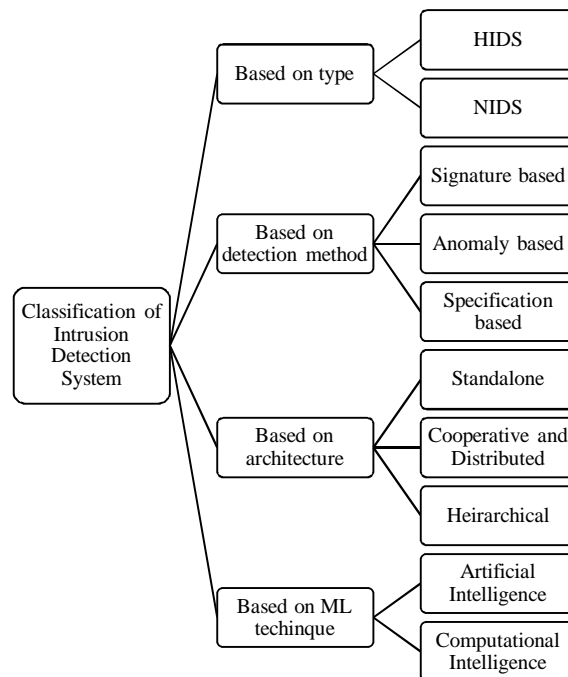 Classification of
Intrusion
Detection
System
Based on type
HIDS
NIDS
Based on
detection method
Signature based
Anomaly based
Specification
based
Based on
architecture
Standalone
Cooperative and
Distributed
Heirarchical
Based on ML
techinque
Artificial
Intelligence
Computational
Intelligence